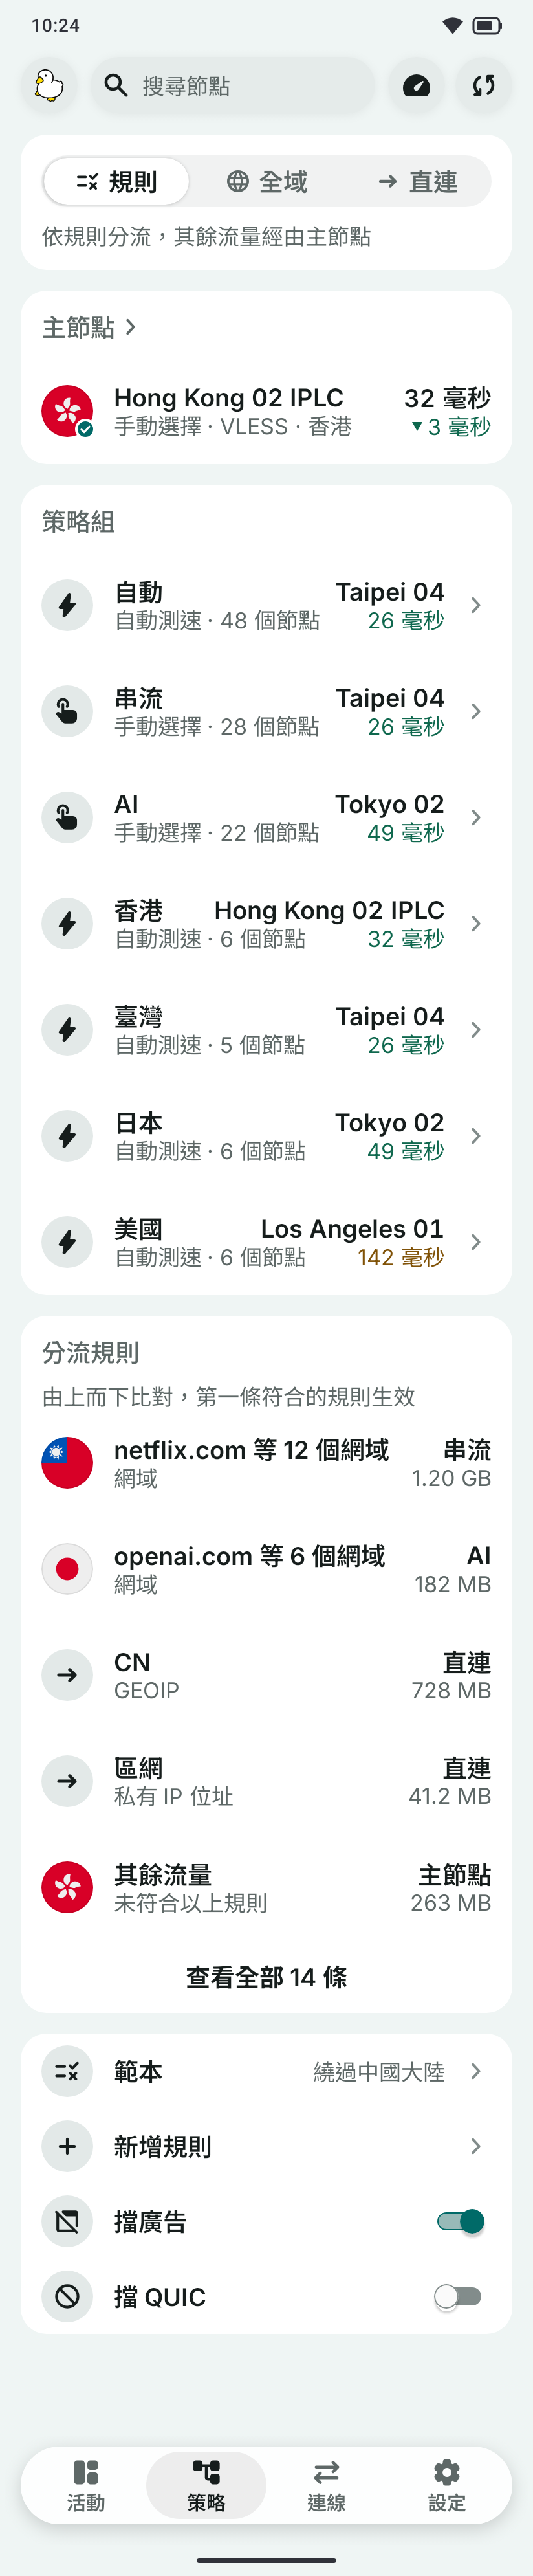 10:24
搜尋節點
規則
全域
直連
依規則分流，其餘流量經由主節點
主節點
Hong Kong 02 IPLC
32 毫秒
手動選擇 · VLESS · 香港
▼3 毫秒
策略組
自動
Taipei 04
自動測速 · 48 個節點
26 毫秒
串流
Taipei 04
手動選擇 · 28 個節點
26 毫秒
AI
Tokyo 02
手動選擇 · 22 個節點
49 毫秒
香港
Hong Kong 02 IPLC
自動測速 · 6 個節點
32 毫秒
臺灣
Taipei 04
自動測速 · 5 個節點
26 毫秒
日本
Tokyo 02
自動測速 · 6 個節點
49 毫秒
美國
Los Angeles 01
自動測速 · 6 個節點
142 毫秒
分流規則
由上而下比對，第一條符合的規則生效
netflix.com 等 12 個網域
串流
網域
1.20 GB
openai.com 等 6 個網域
AI
網域
182 MB
CN
直連
GEOIP
728 MB
區網
直連
私有 IP 位址
41.2 MB
其餘流量
主節點
未符合以上規則
263 MB
查看全部 14 條
範本
繞過中國大陸
新增規則
擋廣告
擋 QUIC
活動
策略
連線
設定